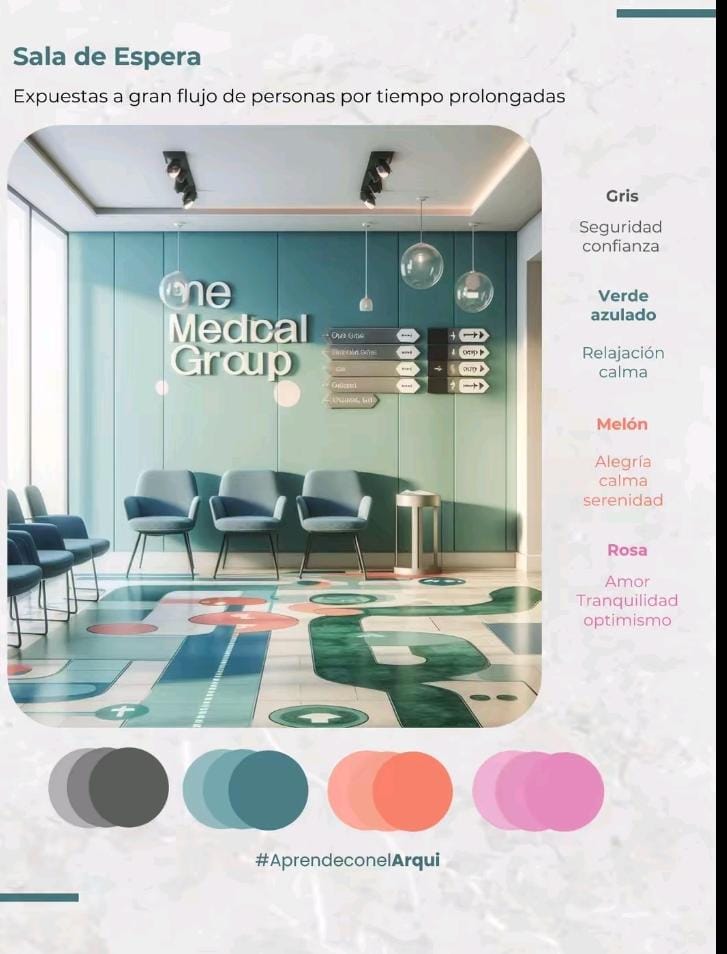 Sala de Espera
Expuestas a gran flujo de personas por tiempo prolongadas
ne
Medcal
Group
Gris
Seguridad
confianza
Verde
azulado
Relajación
calma
Melón
Alegría
calma
serenidad
Rosa
Amor
Tranquilidad
optimismo
#AprendeconelArqui